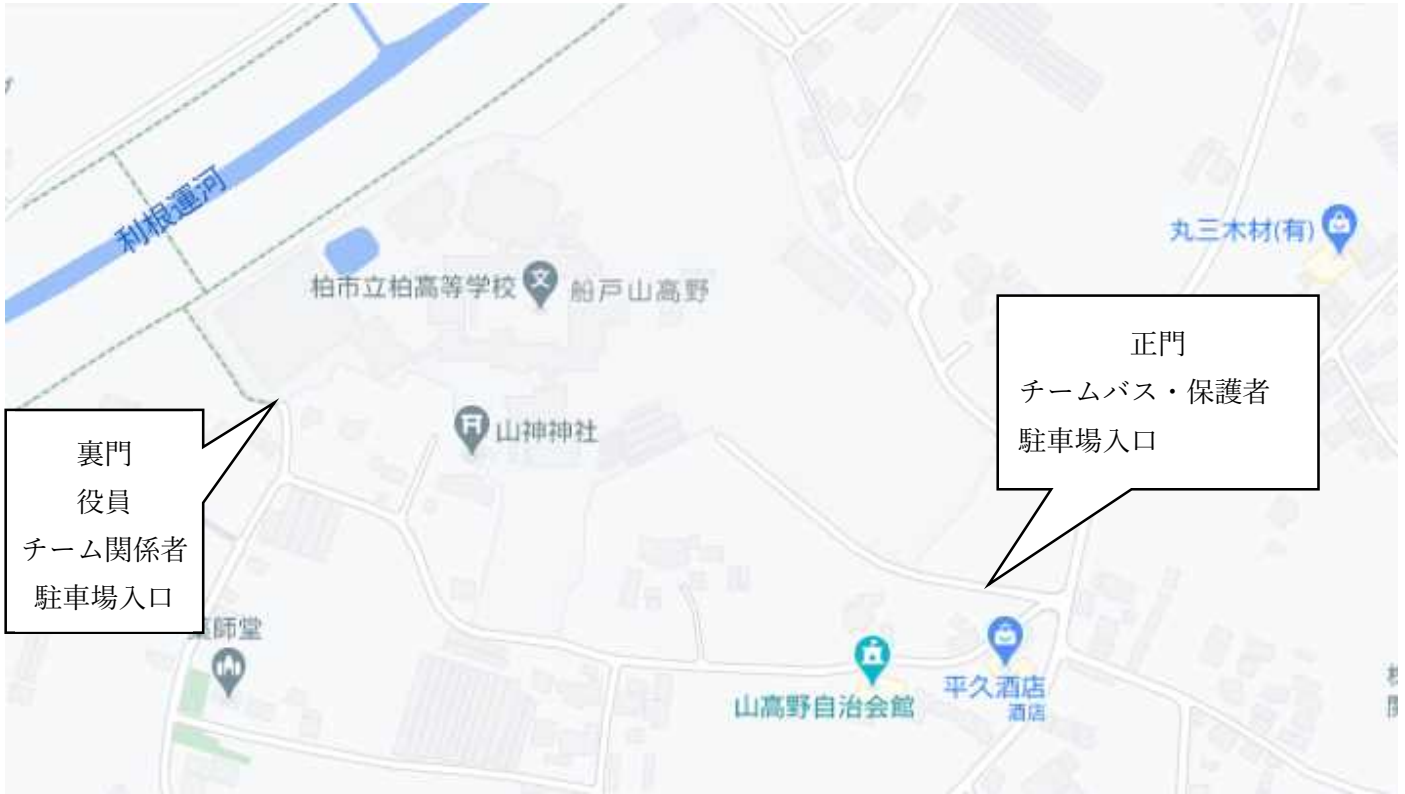 利根運河
丸三木材(有)
柏市立柏高等学校
船戸山高野
正門
チームバス・保護者
駐車場入口
山神神社
裏門
役員
チーム関係者
駐車場入口
師堂
平久酒店
酒店
山高野自治会館